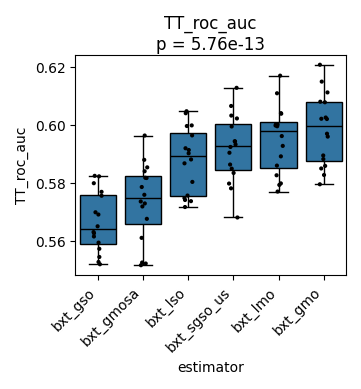 TT_roc_auc
p = 5.76e-13
TT_roc_auc
0.62
0.60
0.58
0.56
bxt_gso
bxt_gmosa
bxt_lso
bxt_sgso_us
bxt_lmo
bxt_gmo
estimator